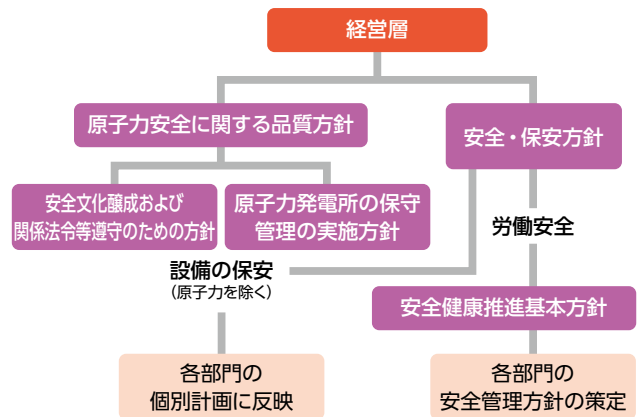 経営層
原子力安全に関する品質方針
安全・保安方針
安全文化醸成および
関係法令等遵守のための方針
原子力発電所の保守
管理の実施方針
労働安全
設備の保安
(原子力を除く)
安全健康推進基本方針
各部門の
個別計画に反映
各部門の
安全管理方針の策定